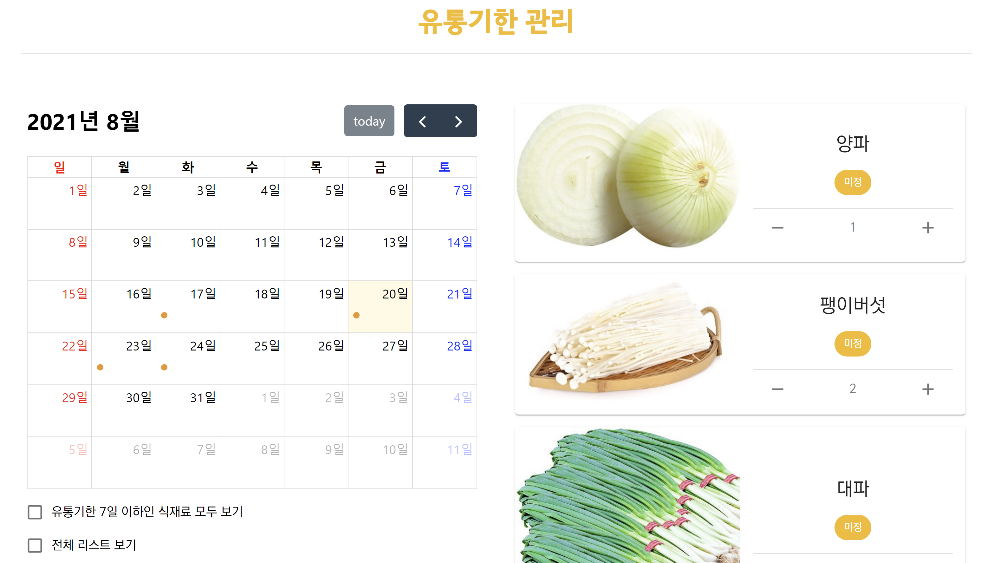 유통기한 관리
2021년 8월
today
일 월 화 수 목 금 토
1일 2일 3일 4일 5일 6일 7일
8일 9일 10일 11일 12일 13일 14일
15일 16일 17일 18일 19일 20일 21일
22일 23일 24일 25일 26일 27일 28일
29일 30일 31일 1일 2일 3일 4일
5일 6일 7일 8일 9일 10일 11일
유통기한 7일 이하인 식재료 모두 보기
전체 리스트 보기
양파
미정
− 1 +
팽이버섯
미정
− 2 +
대파
미정